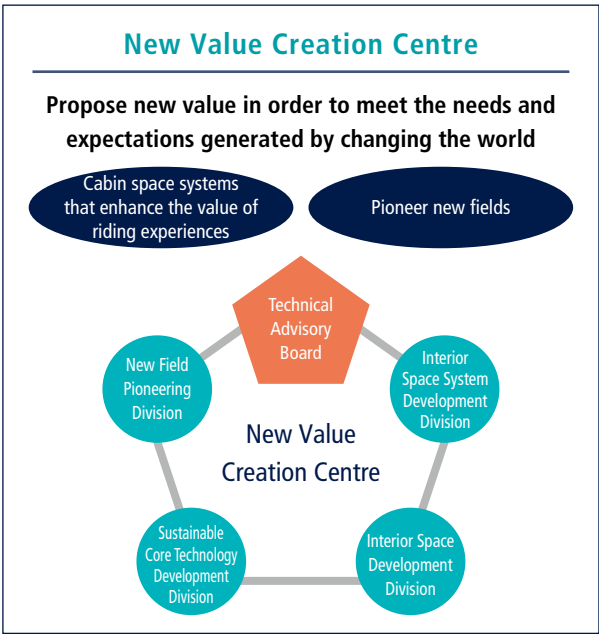 New Value Creation Centre
Propose new value in order to meet the needs and
expectations generated by changing the world
Cabin space systems
that enhance the value of
riding experiences
Pioneer new fields
Technical
Advisory
Board
New Field
Pioneering
Division
Interior
Space System
Development
Division
New Value
Creation Centre
Sustainable
Core Technology
Development
Division
Interior Space
Development
Division